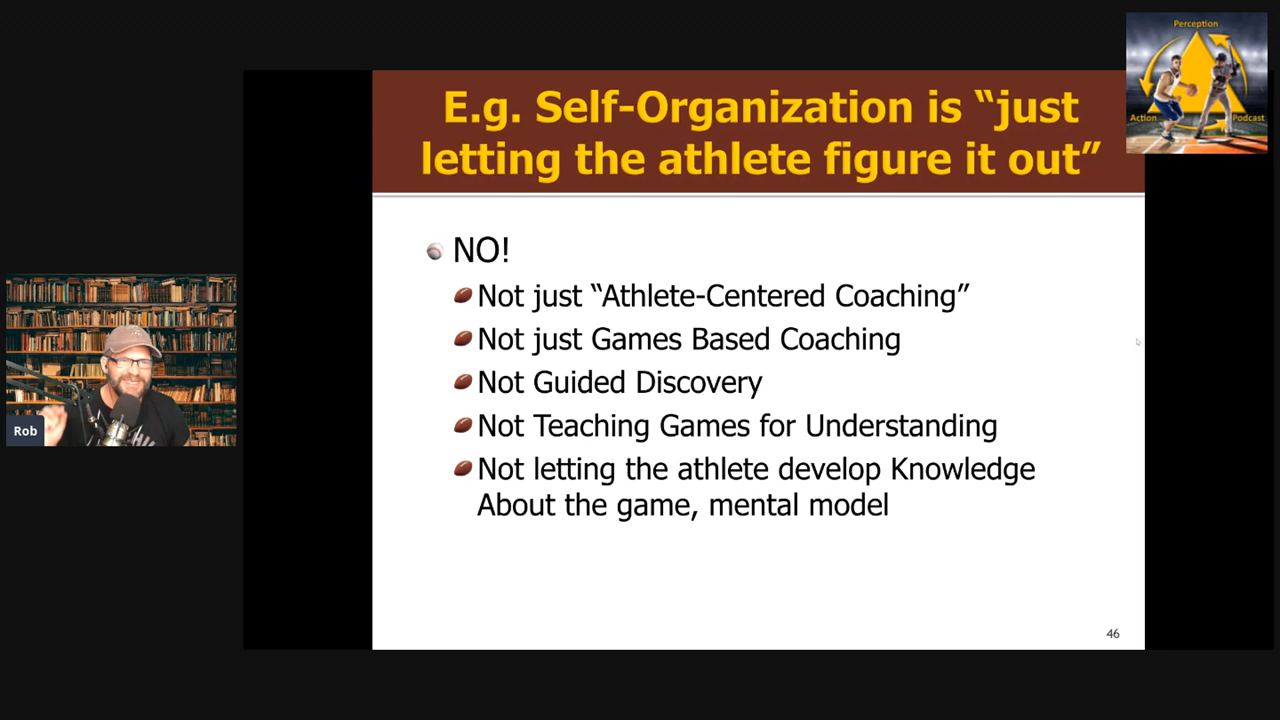 Perception
Action
Podcast
E.g. Self-Organization is “just
letting the athlete figure it out”
NO!
Not just “Athlete-Centered Coaching”
Not just Games Based Coaching
Not Guided Discovery
Not Teaching Games for Understanding
Not letting the athlete develop Knowledge
About the game, mental model
Rob
46